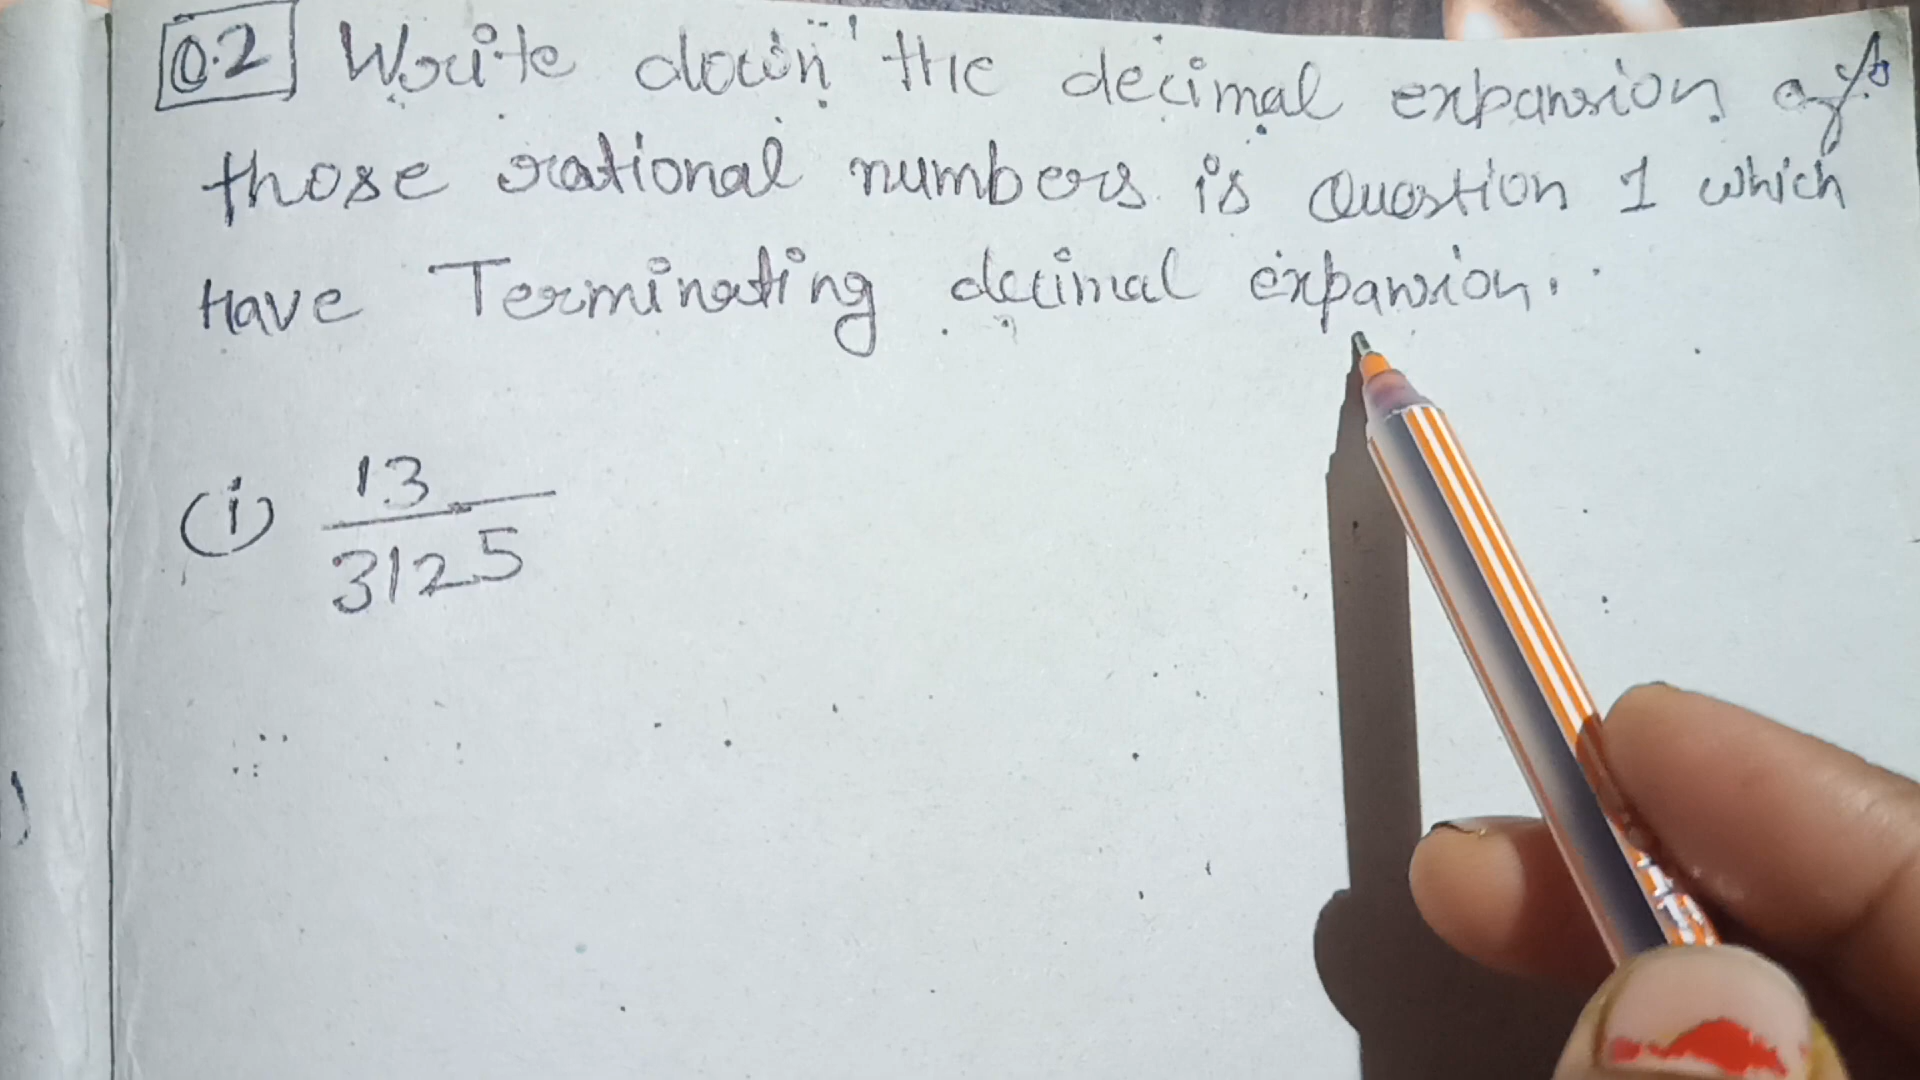 Q.2 Write down the decimal expansion of
those rational numbers is Question 1 which
Have Terminating decimal expansion.
(i) 13
3125